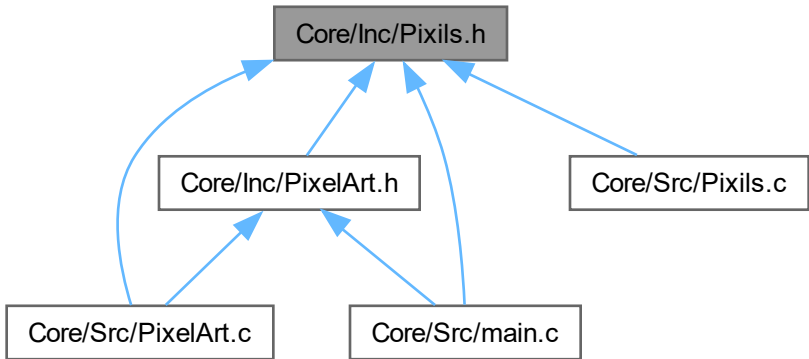 Core/Inc/Pixils.h
Core/Inc/PixelArt.h
Core/Src/Pixils.c
Core/Src/PixelArt.c
Core/Src/main.c